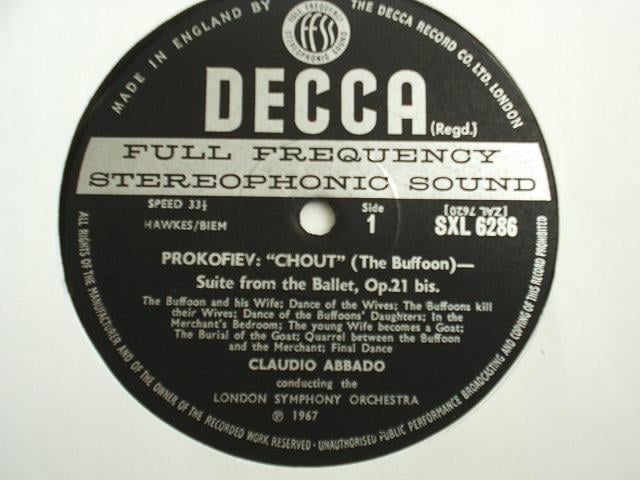 MADE IN ENGLAND BY
THE DECCA RECORD CO. LTD. LONDON
FULL FREQUENCY
ffss
STEREOPHONIC SOUND
DECCA
(Regd.)
FULL FREQUENCY
STEREOPHONIC SOUND
SPEED 33⅓
Side
[ZAL 7620]
HAWKES/BIEM
1
SXL 6286
PROKOFIEV: "CHOUT" (The Buffoon)—
Suite from the Ballet, Op.21 bis.
The Buffoon and his Wife; Dance of the Wives; The Buffoons kill
their Wives; Dance of the Buffoons' Daughters; In the
Merchant's Bedroom; The young Wife becomes a Goat;
The Burial of the Goat; Quarrel between the Buffoon
and the Merchant; Final Dance
CLAUDIO ABBADO
conducting the
LONDON SYMPHONY ORCHESTRA
℗ 1967
ALL RIGHTS OF THE MANUFACTURER AND OF THE OWNER OF THE RECORDED WORK RESERVED · UNAUTHORISED PUBLIC PERFORMANCE BROADCASTING AND COPYING OF THIS RECORD PROHIBITED